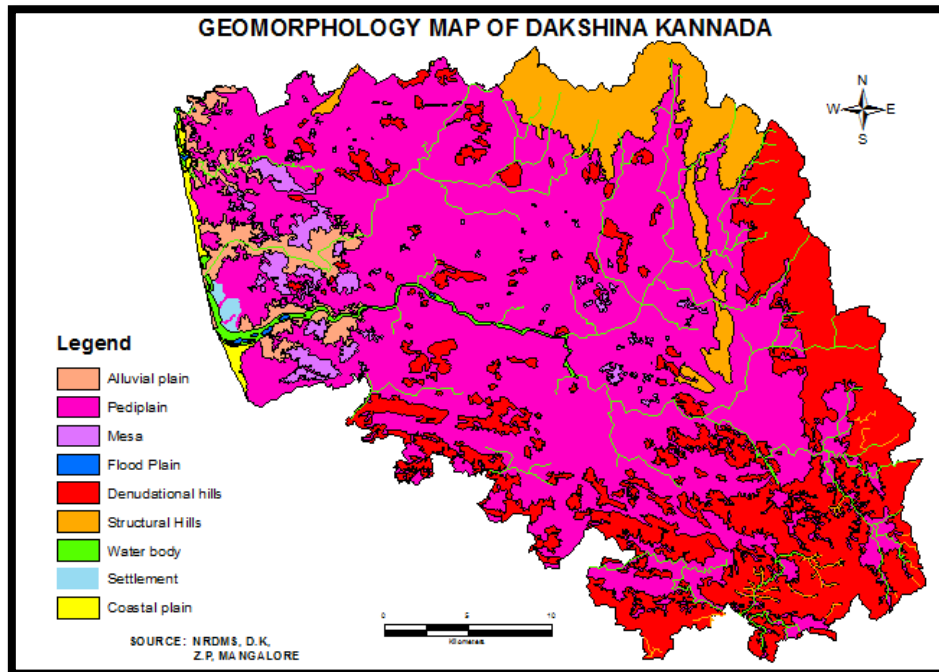 GEOMORPHOLOGY MAP OF DAKSHINA KANNADA
N
W E
S
Legend
Alluvial plain
Pediplain
Mesa
Flood Plain
Denudational hills
Structural Hills
Water body
Settlement
Coastal plain
0 5 10
Kilometers
SOURCE: NRDMS, D.K,
Z.P, MANGALORE